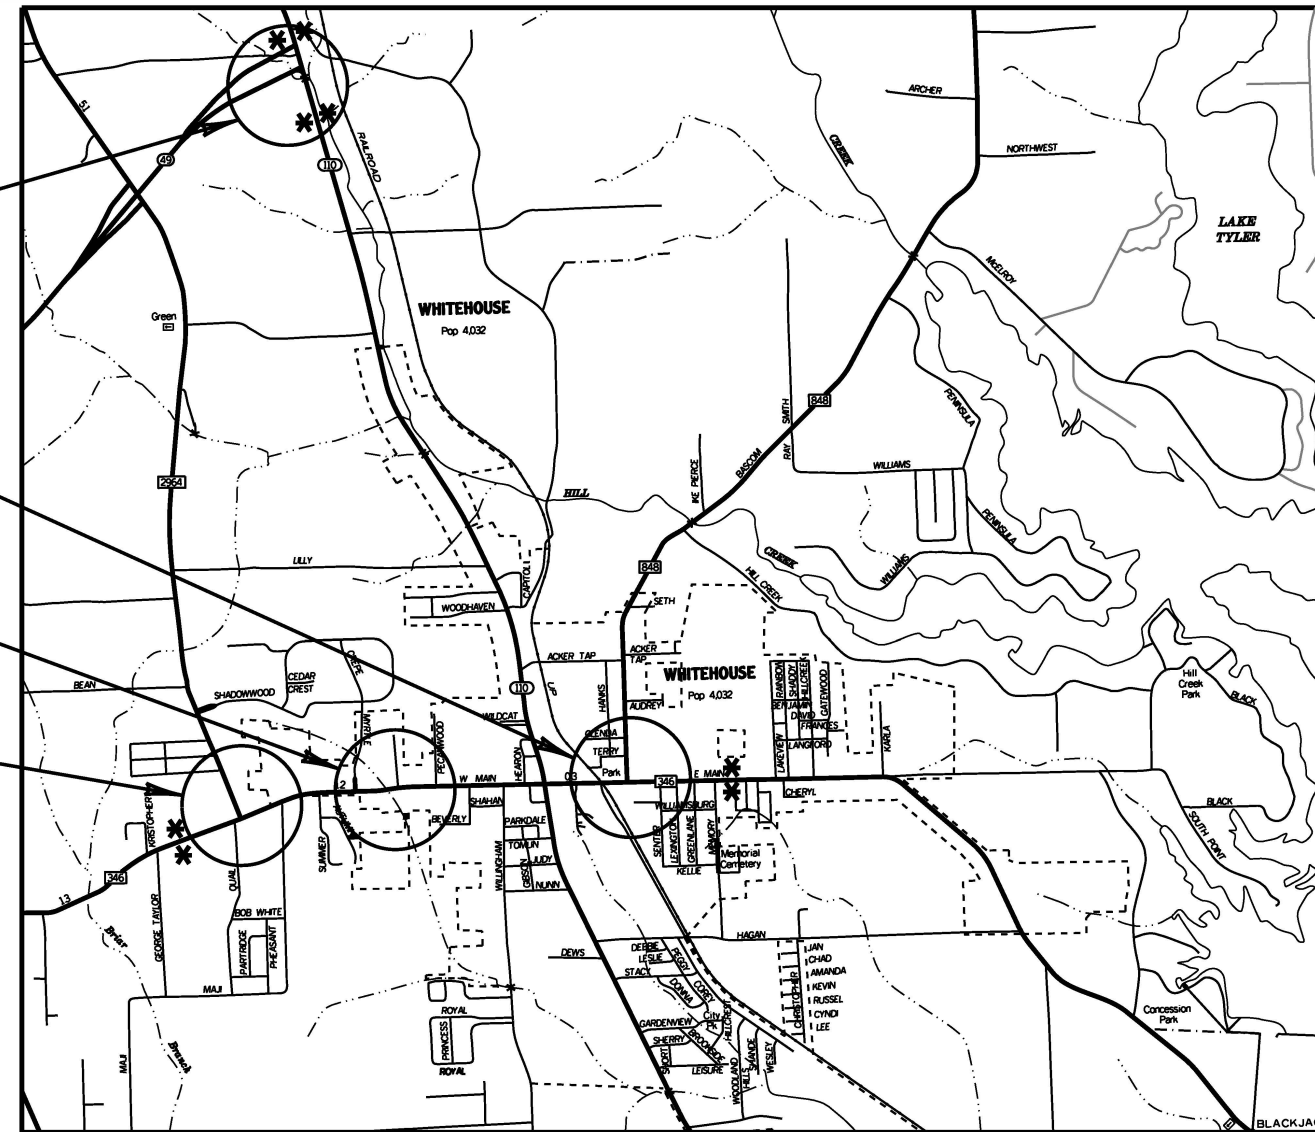 51
49
110
RAILROAD
CREEK
ARCHER
NORTHWEST
LAKE
TYLER
McELROY
WHITEHOUSE
Pop 4,032
Green
848
PENINSULA
RAY SMITH
BASCOM
WILLIAMS
IKE PIERCE
2964
HILL
PENINSULA
CREEK
WILLIAMS
LILLY
CAPITOL
848
HILL CREEK
WOODHAVEN
SETH
ACKER TAP
ACKER
TAP
WHITEHOUSE
Pop 4,032
BEAN
CEDAR
CREST
CREPE
SHADOWWOOD
MYRTLE
110
UP
HANKS
AUDREY
RAINBOW
SHADDY
HILLCREEK
GATEWOOD
BENJAMIN
DAVID
FRANCES
LANGFORD
LAKEVIEW
KARLA
Hill
Creek
Park
BLACK
WILDCAT
PECANWOOD
HEARON
GLENDA
TERRY
Park
W MAIN
346
E MAIN
CHERYL
BLACK
SOUTH POINT
KRISTOPHER
SHAHAN
BEVERLY
SUMMER
PARKDALE
TOMLIN
JUDY
GIBSON
NUNN
WILLINGHAM
WILLIAMSBURG
SENTER
LEXINGTON
GREENLANE
MEMORY
KELLIE
Memorial
Cemetery
346
13
Briar
GEORGE TAYLOR
QUAIL
BOB WHITE
PARTRIDGE
PHEASANT
MAJI
MAJI
Branch
DEWS
HAGAN
DEBBIE
LESLIE
STACY
PEGGY
DONNA
COREY
JAN
CHAD
AMANDA
KEVIN
RUSSEL
CYNDI
LEE
CHRISTOPHER
ROYAL
PRINCESS
ROYAL
City
HILLCREST
GARDENVIEW
SHERRY
BROOKSIDE
SHORT
LEISURE
WOODLAND
HILLS
SHANDE
WESLEY
Concession
Park
BLACKJA